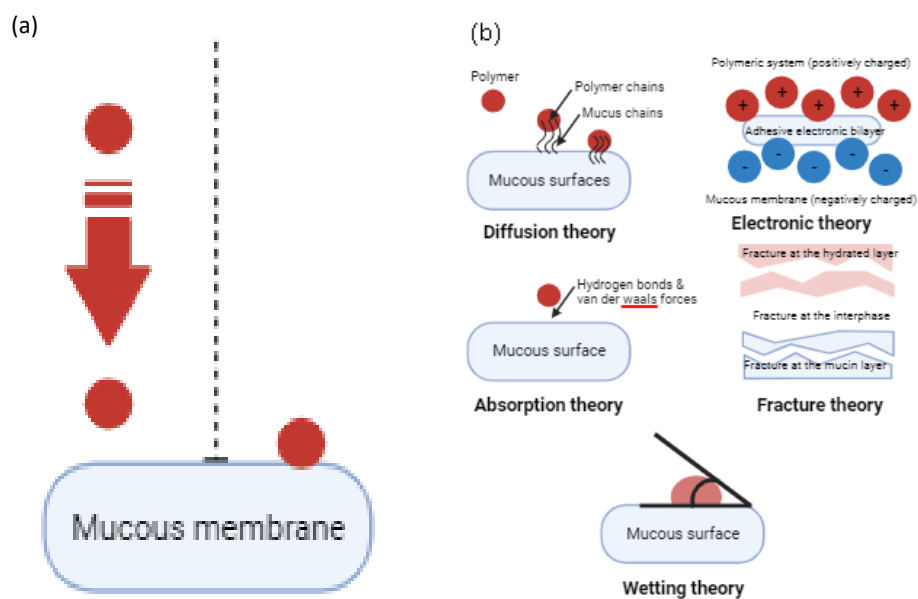 (a)
Mucous membrane
(b)
Polymer
Polymer chains
Mucus chains
Mucous surfaces
Diffusion theory
Polymeric system (positively charged)
+ + + + +
Adhesive electronic bilayer
- - - - -
Mucous membrane (negatively charged)
Electronic theory
Hydrogen bonds &
van der waals forces
Mucous surface
Absorption theory
Fracture at the hydrated layer
Fracture at the interphase
Fracture at the mucin layer
Fracture theory
Mucous surface
Wetting theory